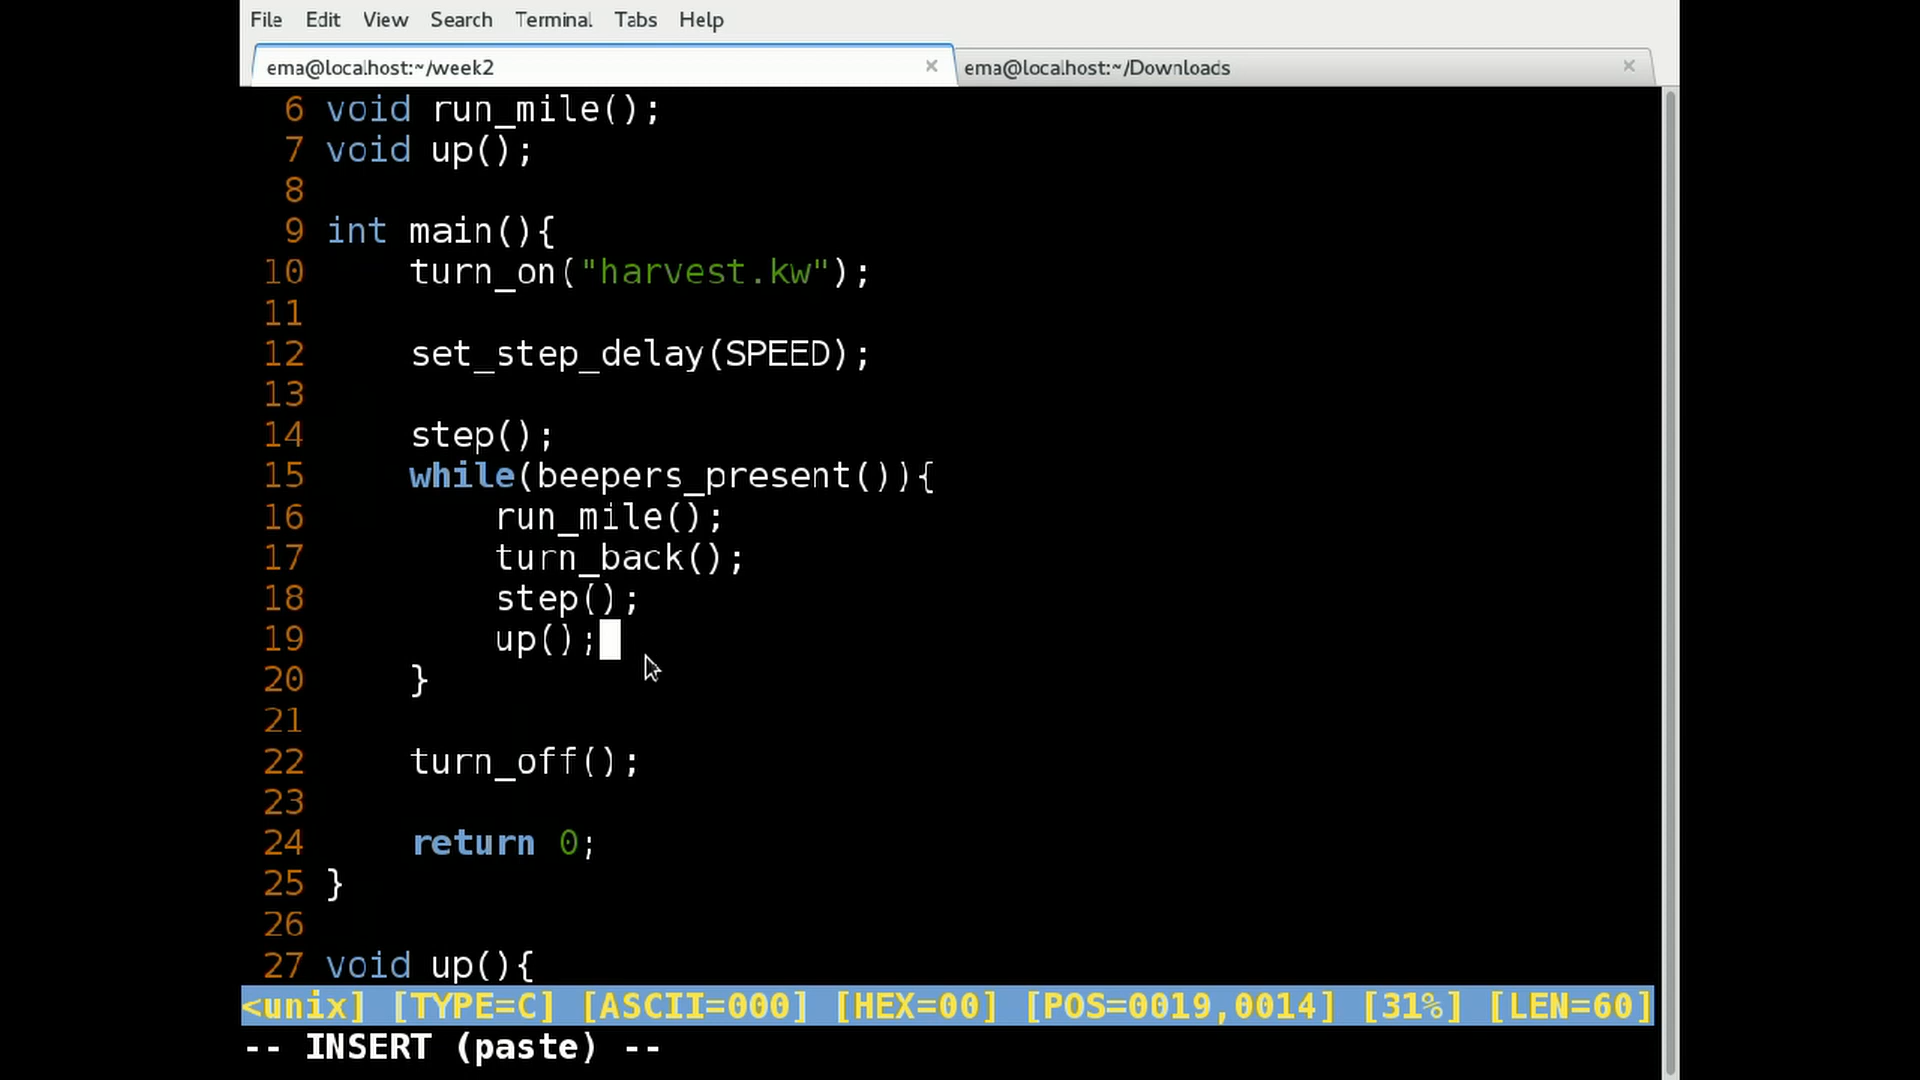 File Edit View Search Terminal Tabs Help
ema@localhost:~/week2 × ema@localhost:~/Downloads ×
6 void run_mile();
7 void up();
8
9 int main(){
10 turn_on("harvest.kw");
11
12 set_step_delay(SPEED);
13
14 step();
15 while(beepers_present()){
16 run_mile();
17 turn_back();
18 step();
19 up();
20 }
21
22 turn_off();
23
24 return 0;
25 }
26
27 void up(){
<unix] [TYPE=C] [ASCII=000] [HEX=00] [POS=0019,0014] [31%] [LEN=60]
-- INSERT (paste) --